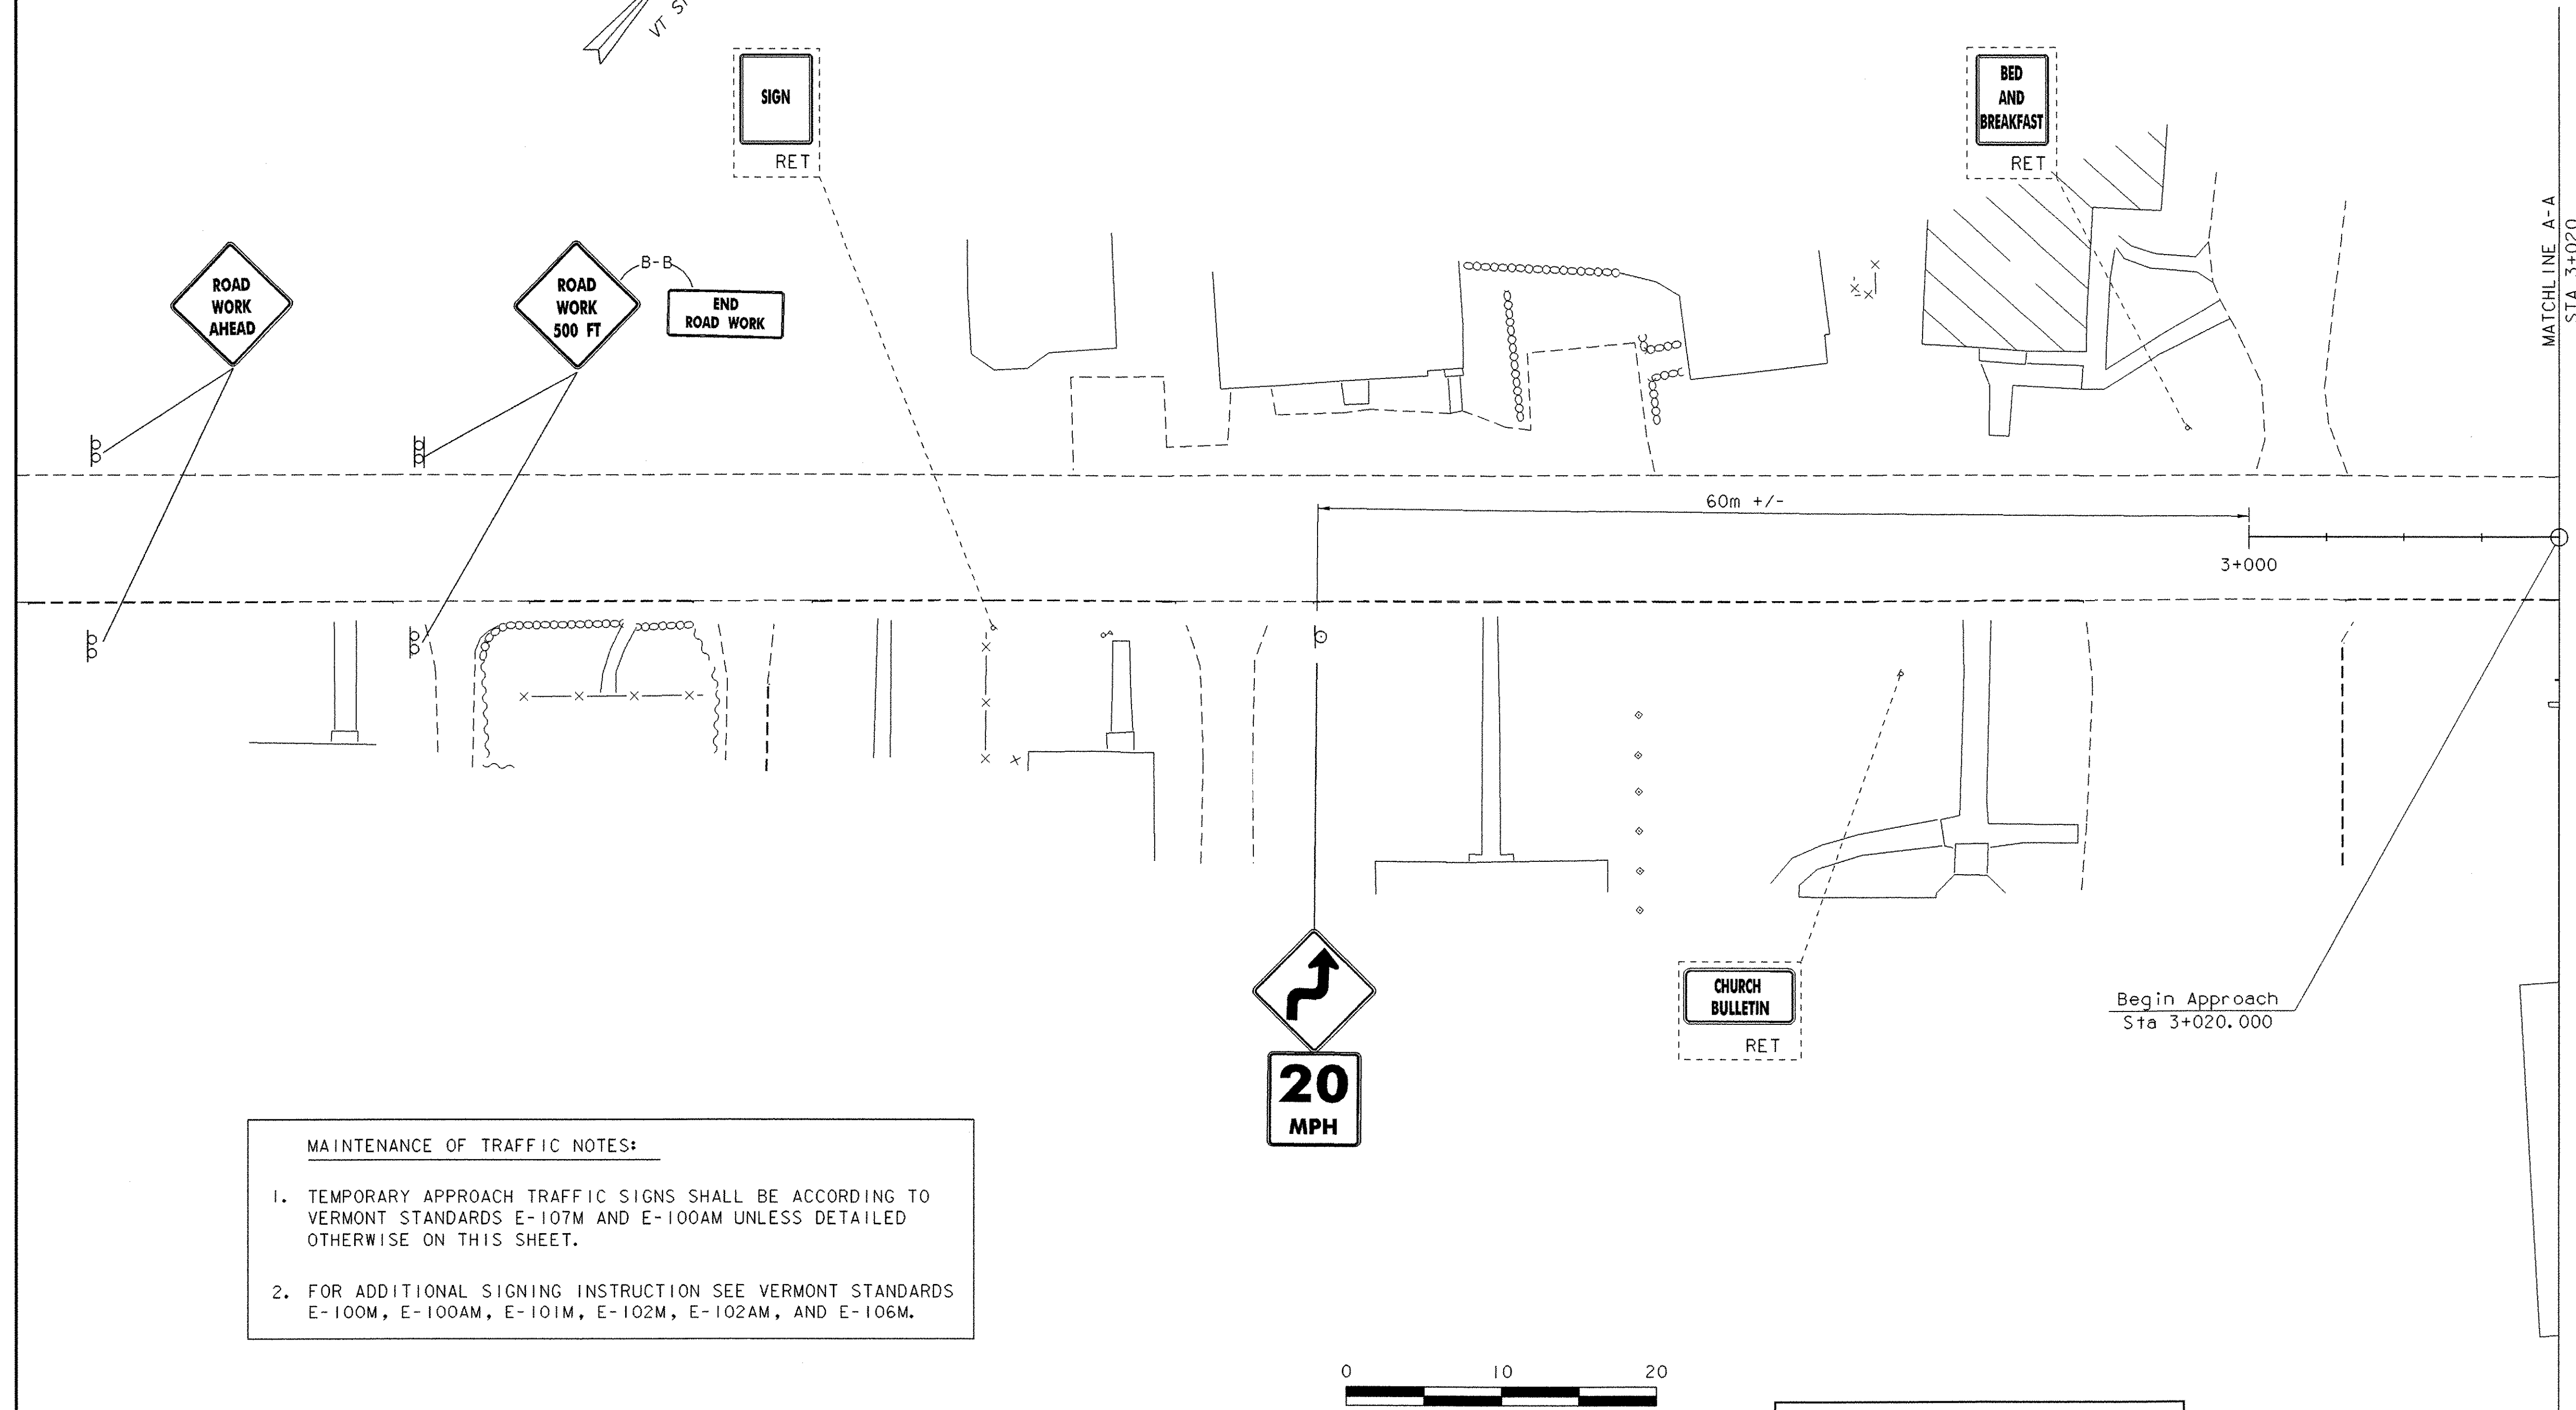 VT S
SIGN
RET
BED
AND
BREAKFAST
RET
MATCHLINE A-A
STA 3+020
ROAD
WORK
AHEAD
ROAD
WORK
500 FT
B-B
END
ROAD WORK
60m +/-
3+000
20
MPH
CHURCH
BULLETIN
RET
Begin Approach
Sta 3+020.000
MAINTENANCE OF TRAFFIC NOTES:
1. TEMPORARY APPROACH TRAFFIC SIGNS SHALL BE ACCORDING TO
VERMONT STANDARDS E-107M AND E-100AM UNLESS DETAILED
OTHERWISE ON THIS SHEET.
2. FOR ADDITIONAL SIGNING INSTRUCTION SEE VERMONT STANDARDS
E-100M, E-100AM, E-101M, E-102M, E-102AM, AND E-106M.
0 10 20